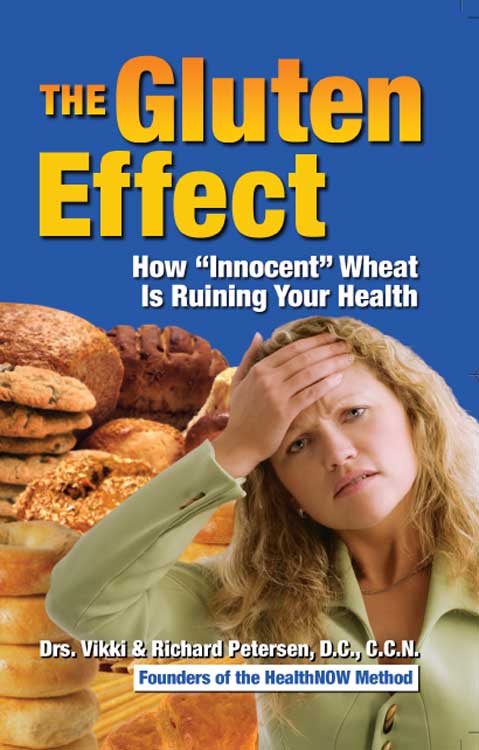 THE Gluten
Effect
How “Innocent” Wheat
Is Ruining Your Health
Drs. Vikki & Richard Petersen, D.C., C.C.N.
Founders of the HealthNOW Method